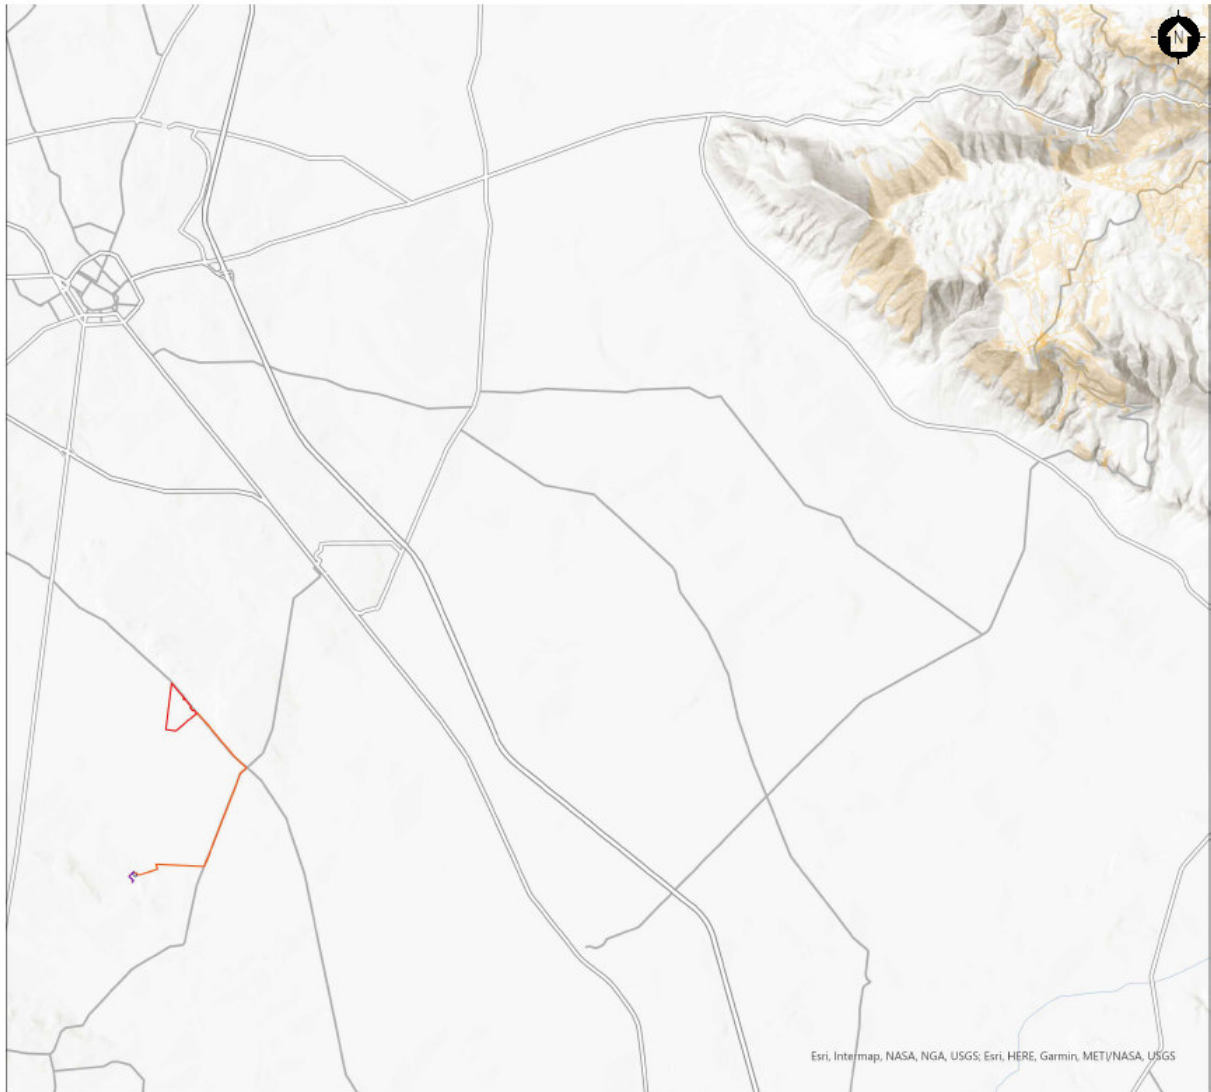 N
Esri, Intermap, NASA, NGA, USGS; Esri, HERE, Garmin, METI/NASA, USGS